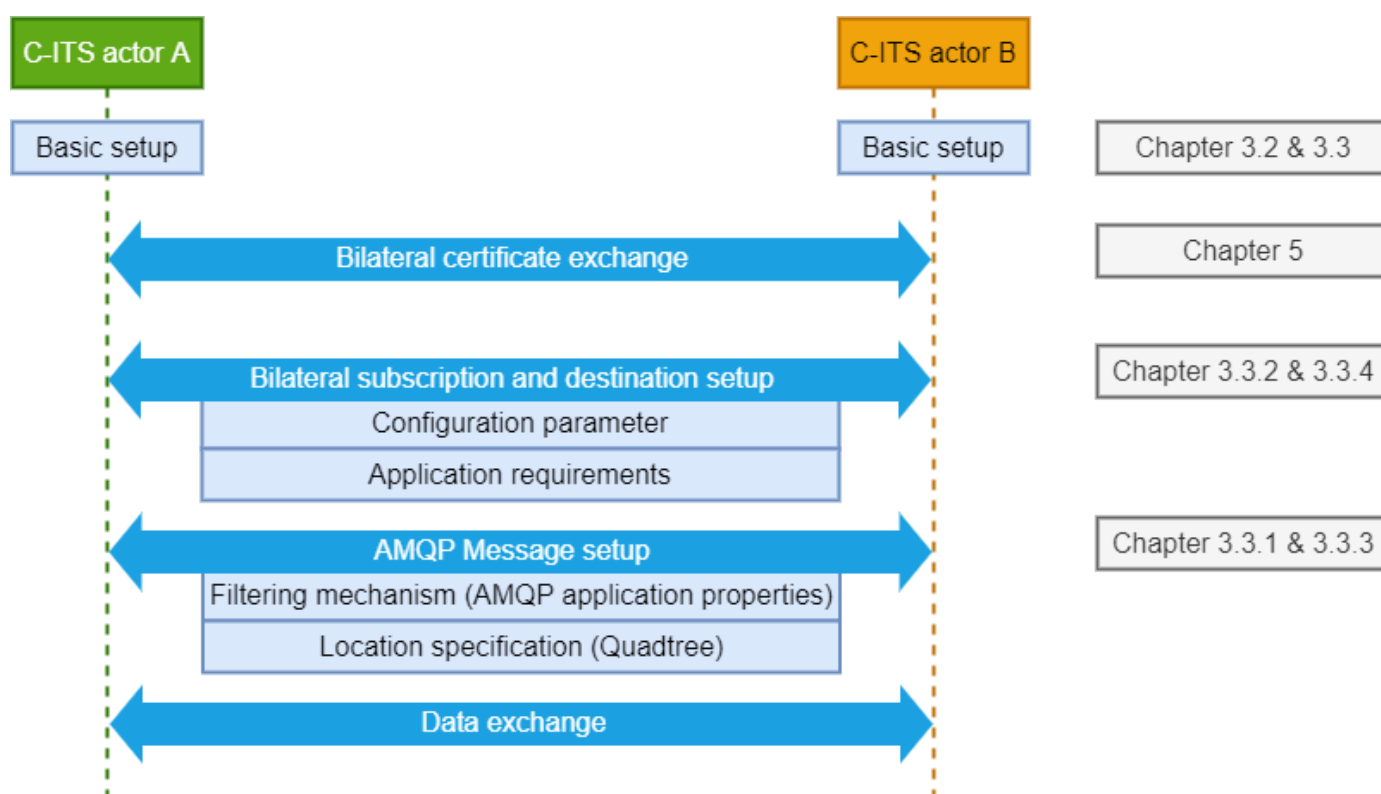 C-ITS actor A
C-ITS actor B
Basic setup
Basic setup
Chapter 3.2 & 3.3
Bilateral certificate exchange
Chapter 5
Bilateral subscription and destination setup
Chapter 3.3.2 & 3.3.4
Configuration parameter
Application requirements
AMQP Message setup
Chapter 3.3.1 & 3.3.3
Filtering mechanism (AMQP application properties)
Location specification (Quadtree)
Data exchange